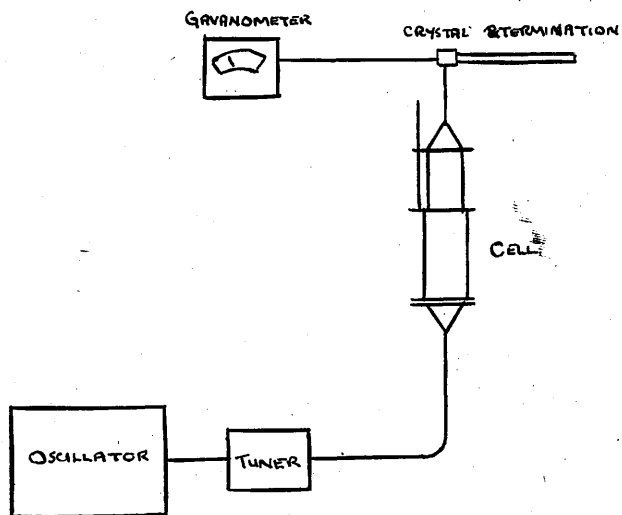 GAVANOMETER
CRYSTAL & TERMINATION
CELL
OSCILLATOR
TUNER